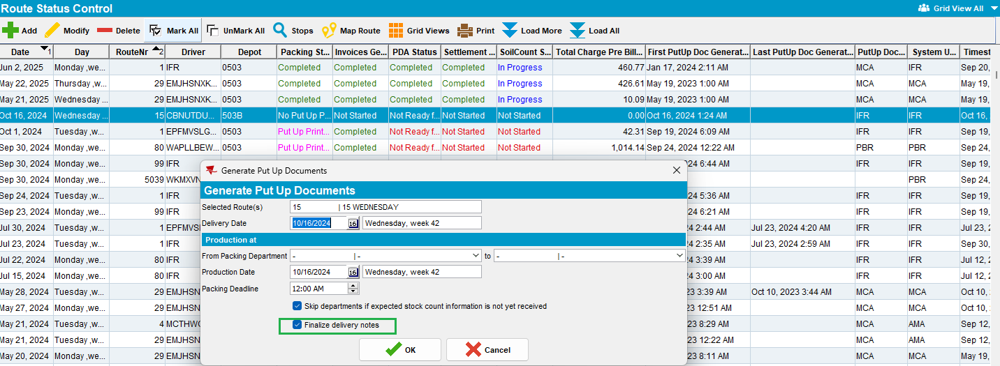 Route Status Control Grid View All
Add Modify Delete Mark All UnMark All Stops Map Route Grid Views Print Load More Load All
Date 1 Day RouteNr 2 Driver Depot Packing St... Invoices Ge... PDA Status Settlement ... SoilCount S... Total Charge Pre Bill... First PutUp Doc Generat... Last PutUp Doc Generat... PutUp Doc... System U... Timest
Jun 2, 2025 Monday ,we... 1 IFR 0503 Completed Completed Completed Completed In Progress 460.77 Jan 17, 2024 2:11 AM MCA IFR Sep 20,
May 22, 2025 Thursday ,w... 29 EMJHSNXK... 0503 Completed Completed Completed Completed In Progress 426.61 May 19, 2023 1:00 AM MCA MCA May 19,
May 21, 2025 Wednesday ... 29 EMJHSNXK... 0503 Completed Completed Completed Completed In Progress 10.09 May 19, 2023 1:00 AM MCA MCA May 19,
Oct 16, 2024 Wednesday ... 15 CBNUTDU... 503B No Put Up P... Not Started Not Ready f... Not Started Not Started 0.00 Oct 16, 2024 1:24 AM IFR IFR Oct 16,
Oct 1, 2024 Tuesday ,w... 1 EPFMVSLG... 0503 Put Up Print... Completed Not Ready f... Not Started Not Started 42.31 Sep 19, 2024 6:09 AM IFR IFR Sep 19,
Sep 30, 2024 Monday ,we... 80 WAPLLBEW... 0503 Put Up Print... Completed Not Ready f... Not Started Not Started 1,014.14 Sep 24, 2024 12:22 AM PBR PBR Sep 24,
Sep 30, 2024 Monday ,we... 99 IFR 4 6:44 AM IFR IFR Sep 19,
Sep 30, 2024 Monday ,we... 5039 WKMXVN PBR Sep 24,
Sep 24, 2024 Tuesday ,w... 1 IFR 24 5:36 AM IFR IFR Sep 19,
Sep 23, 2024 Monday ,we... 99 IFR 24 6:21 AM IFR IFR Sep 19,
Jul 30, 2024 Tuesday ,w... 1 EPFMVS 4 2:44 AM Jul 23, 2024 4:20 AM IFR IFR Jul 23, 2
Jul 23, 2024 Tuesday ,w... 1 IFR 4 2:35 AM Jul 23, 2024 2:59 AM IFR IFR Sep 30,
Jul 22, 2024 Monday ,we... 80 IFR 4 3:39 AM IFR IFR Jul 12, 2
Jul 15, 2024 Monday ,we... 80 IFR 4 3:00 AM IFR IFR Jul 12, 2
May 28, 2024 Tuesday ,w... 29 EMJHSN 3 3:39 AM Oct 10, 2023 3:44 AM MCA MCA Oct 10,
May 27, 2024 Monday ,we... 29 EMJHSN 23 12:51 AM MCA MCA Oct 10,
May 21, 2024 Tuesday ,w... 4 MCTHWC 23 8:29 AM MCA AMA Sep 12,
May 21, 2024 Tuesday ,w... 29 EMJHSN 23 12:22 AM MCA AMA Sep 12,
May 20, 2024 Monday ,we... 29 EMJHSN 23 8:11 AM MCA MCA May 19,
Generate Put Up Documents
Generate Put Up Documents
Selected Route(s) 15 | 15 WEDNESDAY
Delivery Date 10/16/2024 16 Wednesday, week 42
Production at
From Packing Department - | - to - | -
Production Date 10/16/2024 16 Wednesday, week 42
Packing Deadline 12:00 AM
Skip departments if expected stock count information is not yet received
Finalize delivery notes
OK Cancel